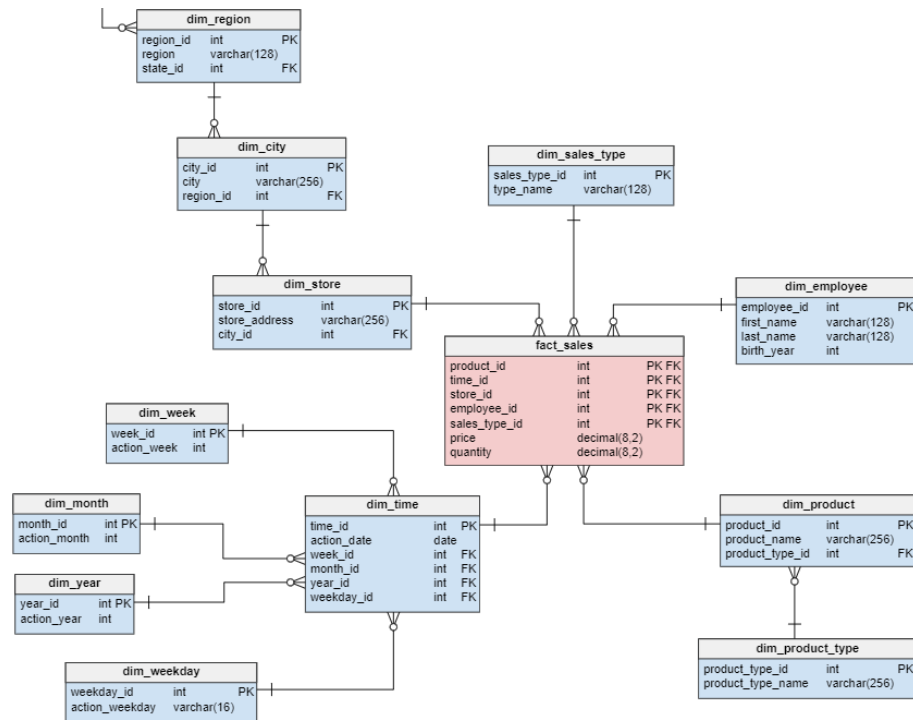 dim_region
region_id int PK
region varchar(128)
state_id int FK
dim_city
city_id int PK
city varchar(256)
region_id int FK
dim_sales_type
sales_type_id int PK
type_name varchar(128)
dim_store
store_id int PK
store_address varchar(256)
city_id int FK
dim_employee
employee_id int PK
first_name varchar(128)
last_name varchar(128)
birth_year int
fact_sales
product_id int PK FK
time_id int PK FK
store_id int PK FK
employee_id int PK FK
sales_type_id int PK FK
price decimal(8,2)
quantity decimal(8,2)
dim_week
week_id int PK
action_week int
dim_month
month_id int PK
action_month int
dim_year
year_id int PK
action_year int
dim_time
time_id int PK
action_date date
week_id int FK
month_id int FK
year_id int FK
weekday_id int FK
dim_product
product_id int PK
product_name varchar(256)
product_type_id int FK
dim_weekday
weekday_id int PK
action_weekday varchar(16)
dim_product_type
product_type_id int PK
product_type_name varchar(256)